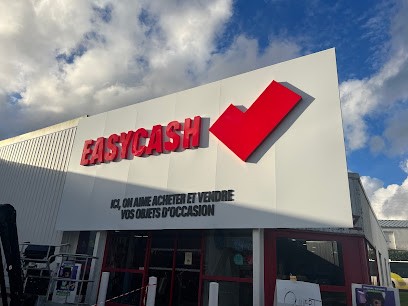 EASYCASH
ICI, ON AIME ACHETER ET VENDRE
VOS OBJETS D'OCCASION